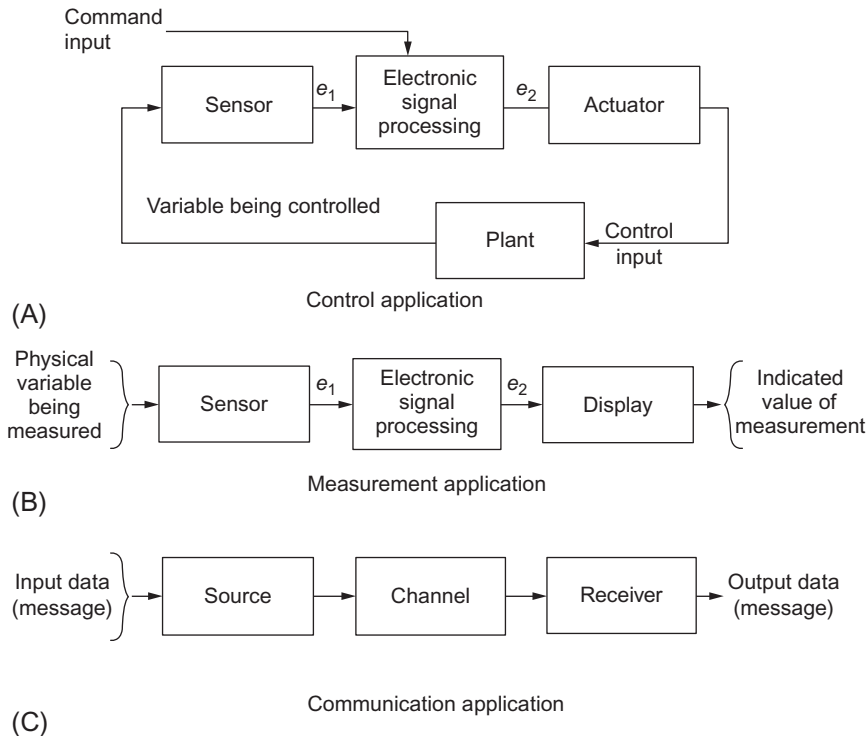 Command
input
Sensor
e1
Electronic
signal
processing
e2
Actuator
Variable being controlled
Plant
Control
input
Control application
(A)
Physical
variable
being
measured
Sensor
e1
Electronic
signal
processing
e2
Display
Indicated
value of
measurement
Measurement application
(B)
Input data
(message)
Source
Channel
Receiver
Output data
(message)
Communication application
(C)